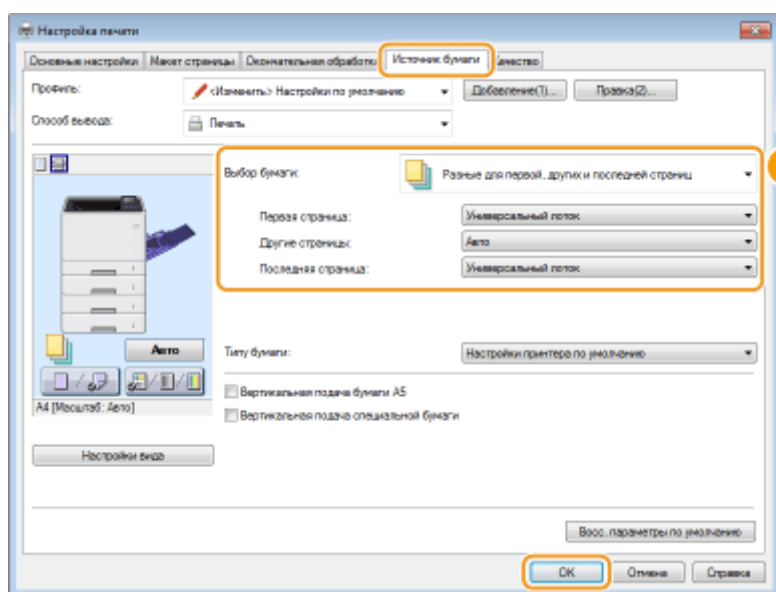 Настройка печати
Основные настройки Макет страницы Окончательная обработка Источник бумаги Качество
Профиль: <Изменить> Настройки по умолчанию Добавление(1)... Правка(2)...
Способ вывода: Печать
Выбор бумаги: Разные для первой, других и последней страниц
Первая страница: Универсальный лоток
Другие страницы: Авто
Последняя страница: Универсальный лоток
Авто
Типу бумаги: Настройки принтера по умолчанию
Вертикальная подача бумаги A5
A4 [Масштаб: Авто]
Вертикальная подача специальной бумаги
Настройки вида
Восс. параметры по умолчанию
OK Отмена Справка